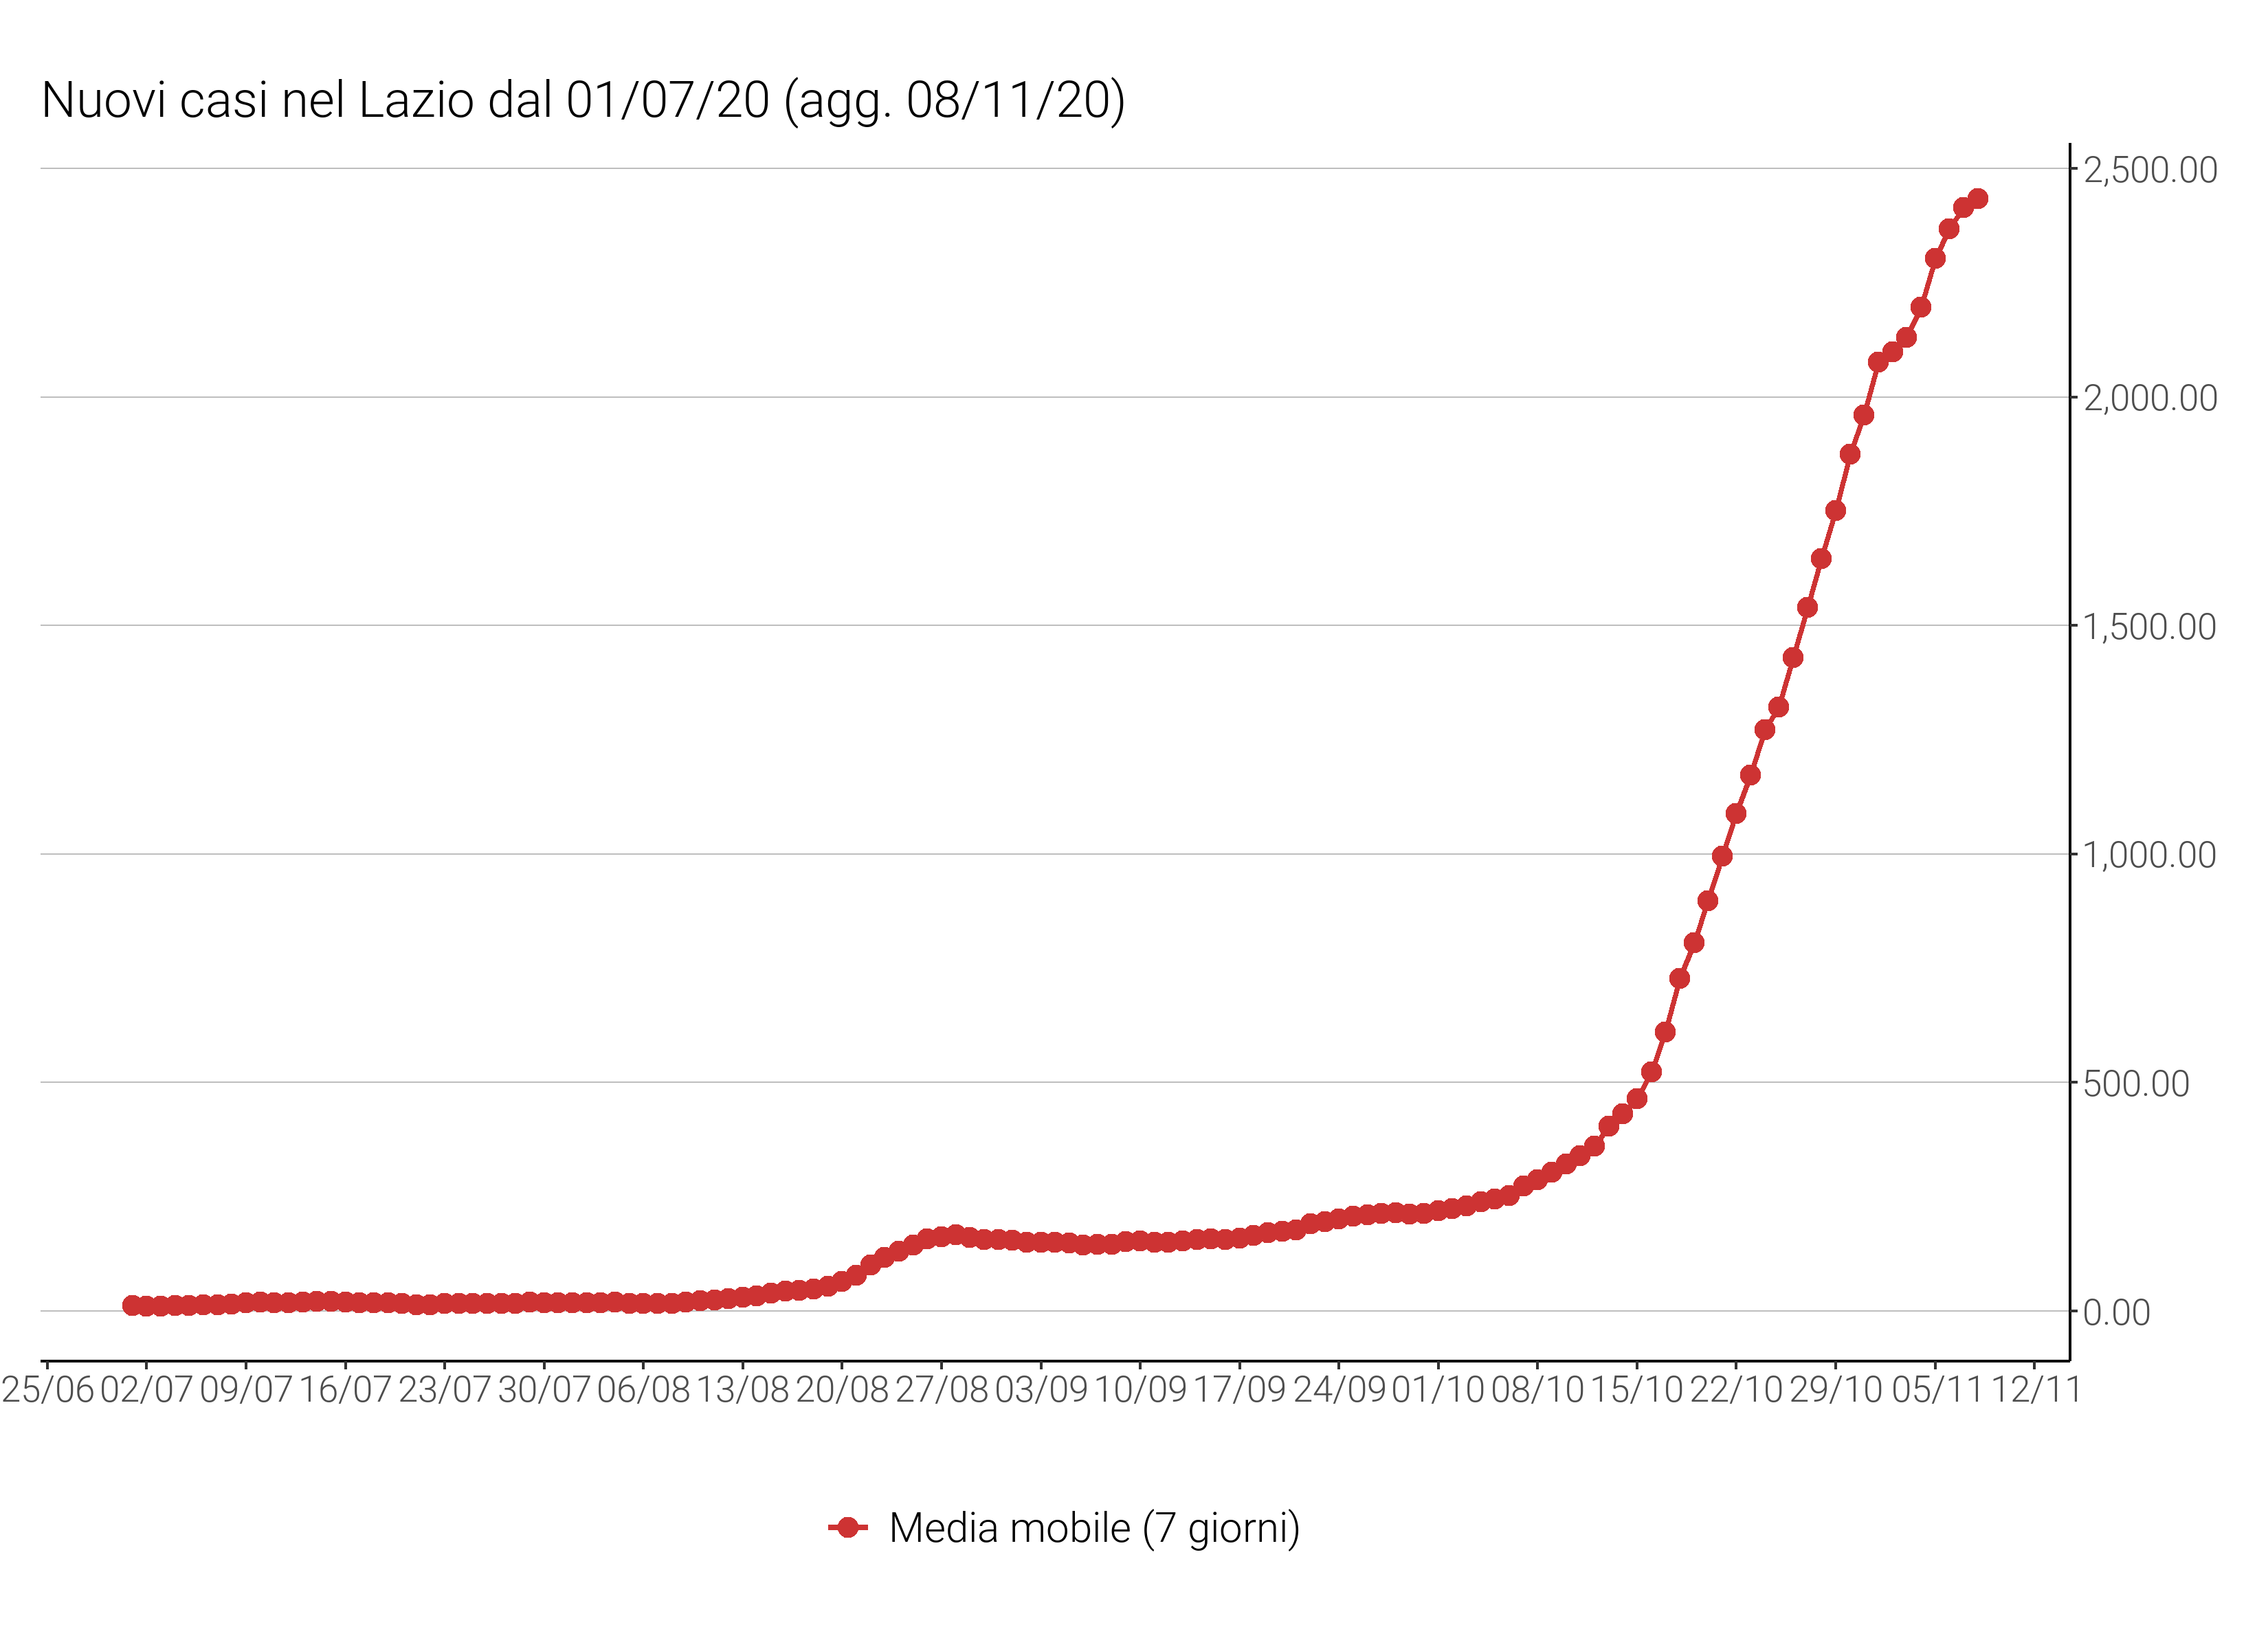 Nuovi casi nel Lazio dal 01/07/20 (agg. 08/11/20)
2,500.00
2,000.00
1,500.00
1,000.00
500.00
0.00
25/06 02/07 09/07 16/07 23/07 30/07 06/08 13/08 20/08 27/08 03/09 10/09 17/09 24/09 01/10 08/10 15/10 22/10 29/10 05/11 12/11
Media mobile (7 giorni)